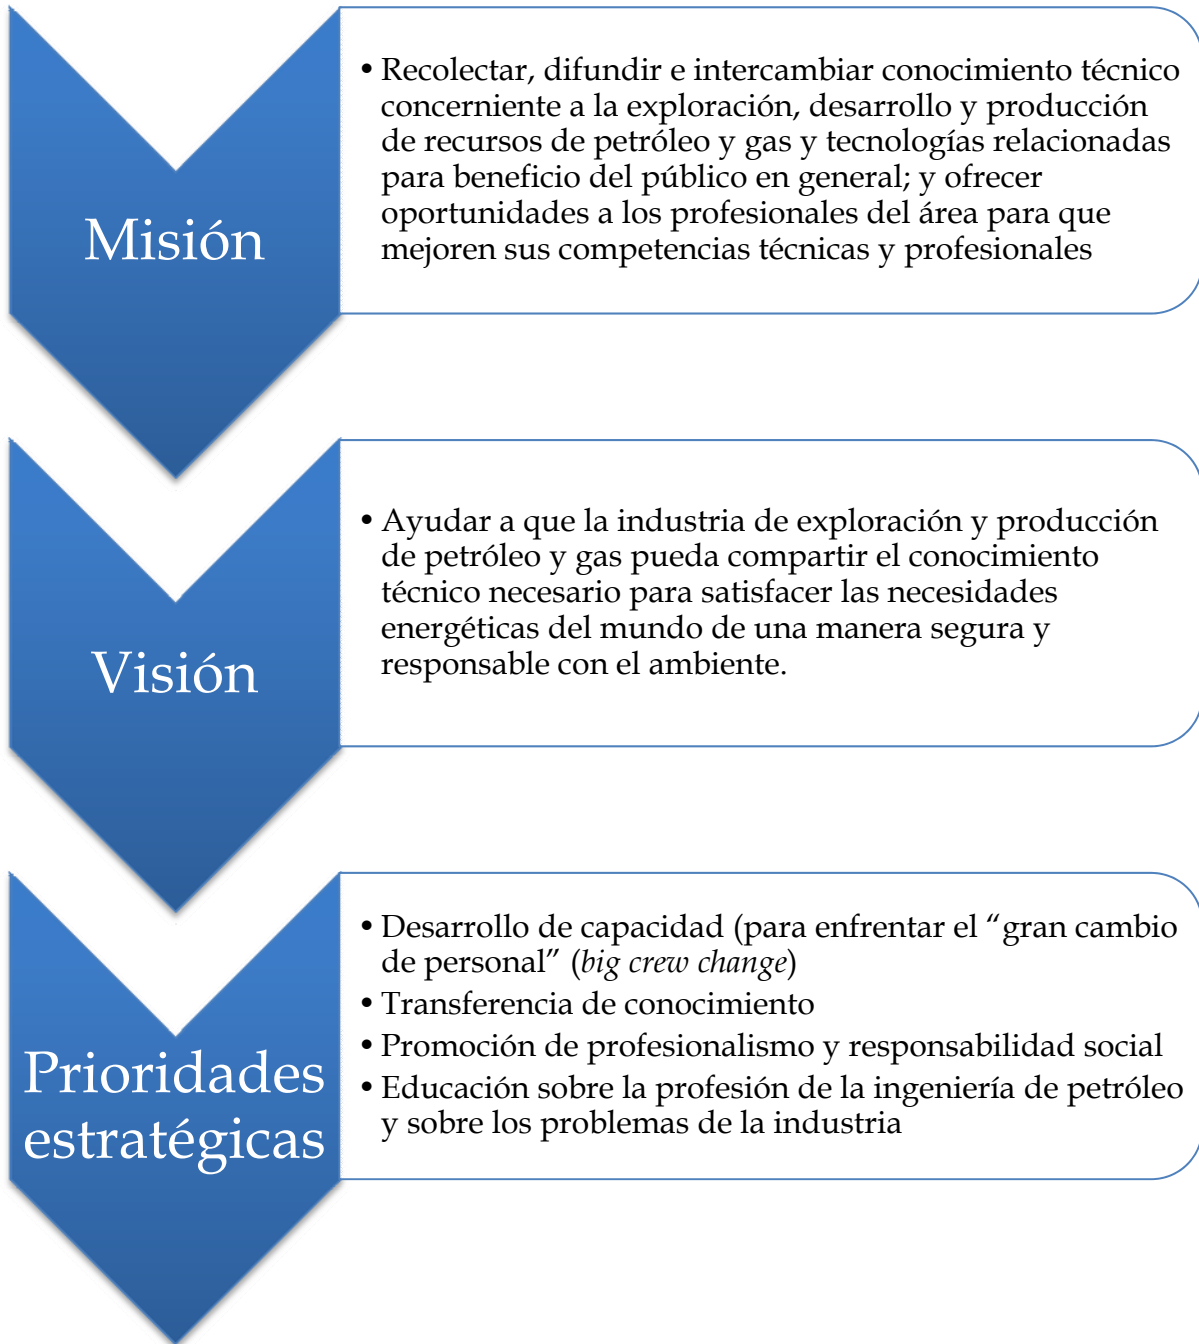 Misión
• Recolectar, difundir e intercambiar conocimiento técnico
concerniente a la exploración, desarrollo y producción
de recursos de petróleo y gas y tecnologías relacionadas
para beneficio del público en general; y ofrecer
oportunidades a los profesionales del área para que
mejoren sus competencias técnicas y profesionales
Visión
• Ayudar a que la industria de exploración y producción
de petróleo y gas pueda compartir el conocimiento
técnico necesario para satisfacer las necesidades
energéticas del mundo de una manera segura y
responsable con el ambiente.
Prioridades
estratégicas
• Desarrollo de capacidad (para enfrentar el “gran cambio
de personal” (big crew change)
• Transferencia de conocimiento
• Promoción de profesionalismo y responsabilidad social
• Educación sobre la profesión de la ingeniería de petróleo
y sobre los problemas de la industria